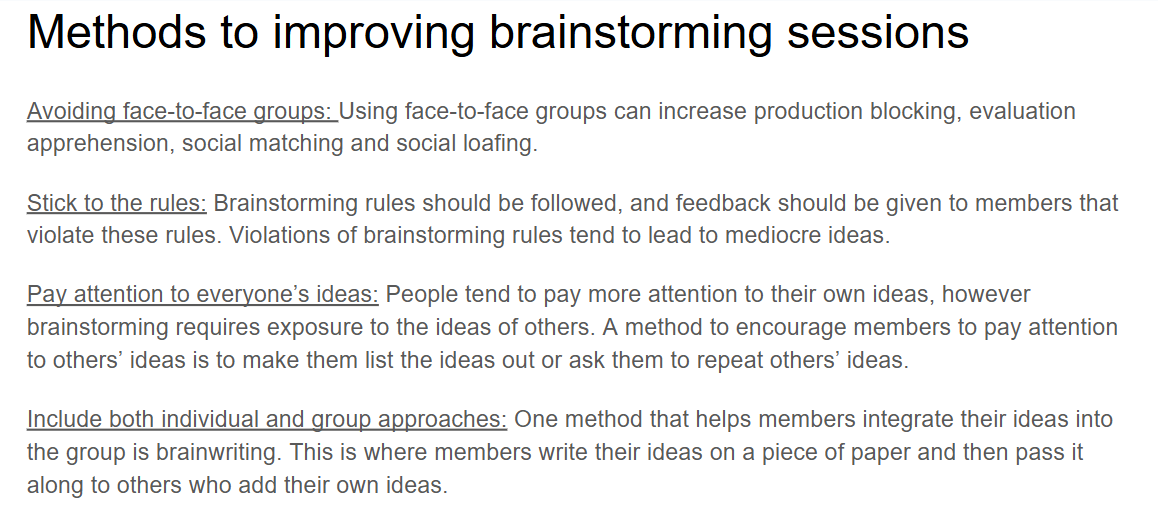 Methods to improving brainstorming sessions
Avoiding face-to-face groups: Using face-to-face groups can increase production blocking, evaluation
apprehension, social matching and social loafing.
Stick to the rules: Brainstorming rules should be followed, and feedback should be given to members that
violate these rules. Violations of brainstorming rules tend to lead to mediocre ideas.
Pay attention to everyone’s ideas: People tend to pay more attention to their own ideas, however
brainstorming requires exposure to the ideas of others. A method to encourage members to pay attention
to others’ ideas is to make them list the ideas out or ask them to repeat others’ ideas.
Include both individual and group approaches: One method that helps members integrate their ideas into
the group is brainwriting. This is where members write their ideas on a piece of paper and then pass it
along to others who add their own ideas.